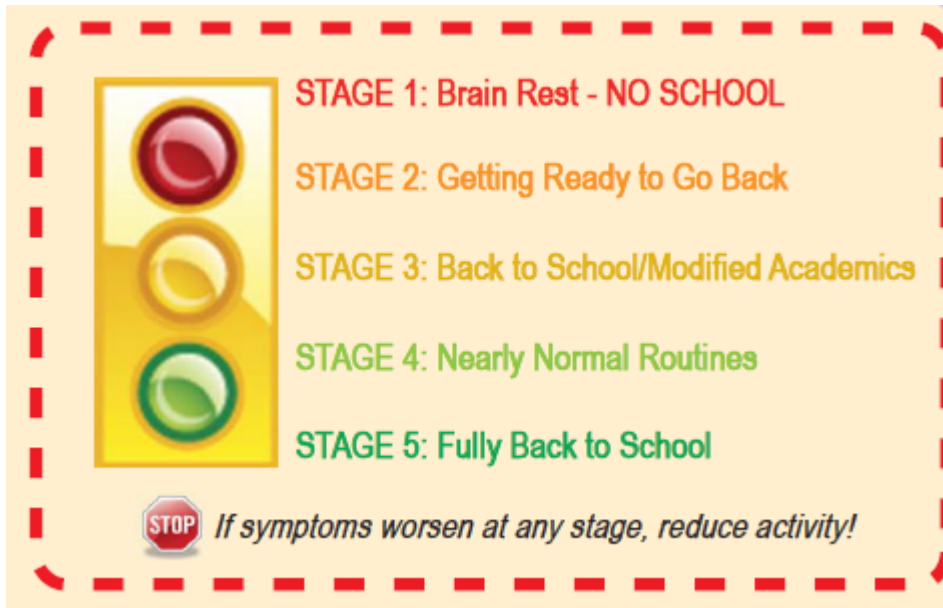 STAGE 1: Brain Rest - NO SCHOOL
STAGE 2: Getting Ready to Go Back
STAGE 3: Back to School/Modified Academics
STAGE 4: Nearly Normal Routines
STAGE 5: Fully Back to School
STOP If symptoms worsen at any stage, reduce activity!